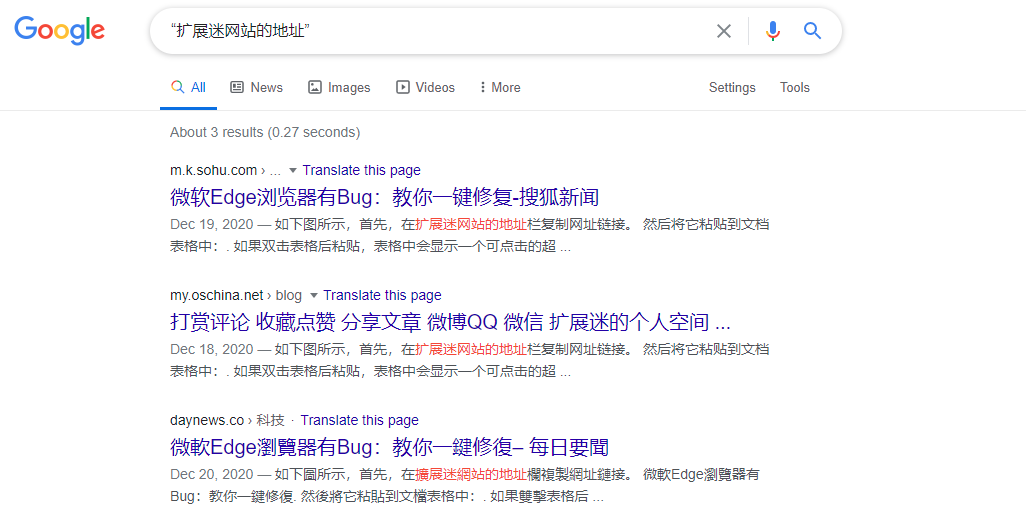 Google
“扩展迷网站的地址”
All News Images Videos More Settings Tools
About 3 results (0.27 seconds)
m.k.sohu.com › ... Translate this page
微软Edge浏览器有Bug：教你一键修复-搜狐新闻
Dec 19, 2020 — 如下图所示，首先，在扩展迷网站的地址栏复制网址链接。 然后将它粘贴到文档
表格中：. 如果双击表格后粘贴，表格中会显示一个可点击的超 ...
my.oschina.net › blog Translate this page
打赏评论 收藏点赞 分享文章 微博QQ 微信 扩展迷的个人空间 ...
Dec 18, 2020 — 如下图所示，首先，在扩展迷网站的地址栏复制网址链接。 然后将它粘贴到文档
表格中：. 如果双击表格后粘贴，表格中会显示一个可点击的超 ...
daynews.co › 科技 · Translate this page
微軟Edge瀏覽器有Bug：教你一鍵修復– 每日要聞
Dec 20, 2020 — 如下圖所示，首先，在擴展迷網站的地址欄複製網址鏈接。 微軟Edge瀏覽器有
Bug：教你一鍵修復. 然後將它粘貼到文檔表格中：. 如果雙擊表格后 ...